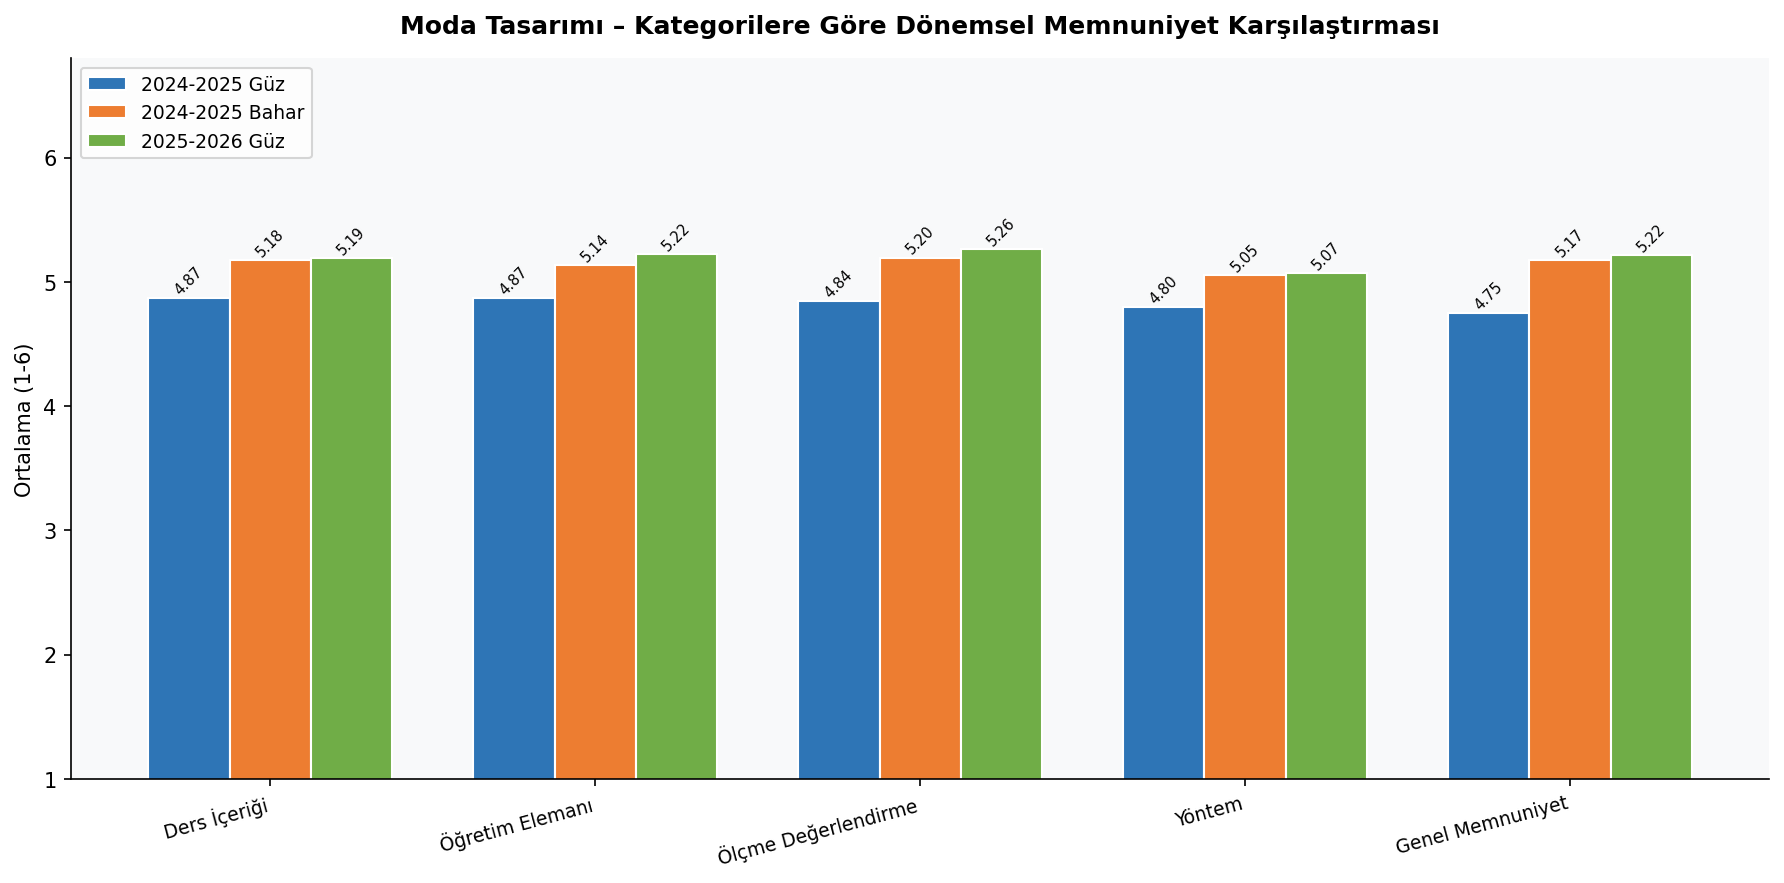 Moda Tasarımı – Kategorilere Göre Dönemsel Memnuniyet Karşılaştırması
2024-2025 Güz
2024-2025 Bahar
2025-2026 Güz
Ortalama (1-6)
6
5
4
3
2
1
4.87
5.18
5.19
4.87
5.14
5.22
4.84
5.20
5.26
4.80
5.05
5.07
4.75
5.17
5.22
Ders İçeriği
Öğretim Elemanı
Ölçme Değerlendirme
Yöntem
Genel Memnuniyet